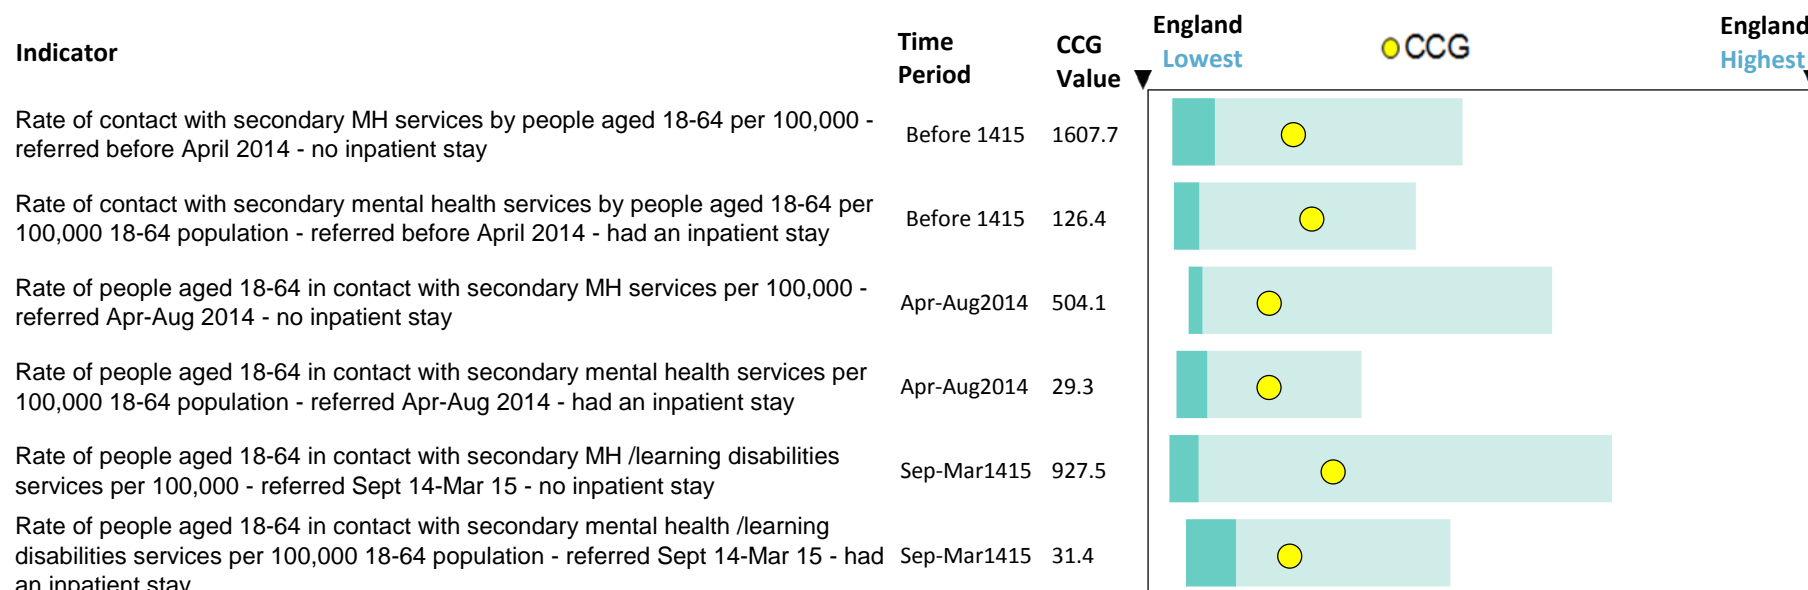 Indicator
Time Period
CCG Value
England Lowest
CCG
England Highest
Rate of contact with secondary MH services by people aged 18-64 per 100,000 -
referred before April 2014 - no inpatient stay
Before 1415 1607.7
Rate of contact with secondary mental health services by people aged 18-64 per
100,000 18-64 population - referred before April 2014 - had an inpatient stay
Before 1415 126.4
Rate of people aged 18-64 in contact with secondary MH services per 100,000 -
referred Apr-Aug 2014 - no inpatient stay
Apr-Aug2014 504.1
Rate of people aged 18-64 in contact with secondary mental health services per
100,000 18-64 population - referred Apr-Aug 2014 - had an inpatient stay
Apr-Aug2014 29.3
Rate of people aged 18-64 in contact with secondary MH /learning disabilities
services per 100,000 - referred Sept 14-Mar 15 - no inpatient stay
Sep-Mar1415 927.5
Rate of people aged 18-64 in contact with secondary mental health /learning
disabilities services per 100,000 18-64 population - referred Sept 14-Mar 15 - had
an inpatient stay
Sep-Mar1415 31.4